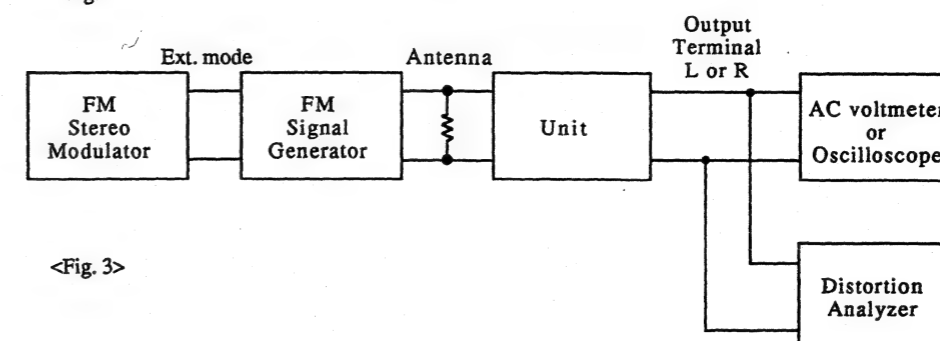 Output
Terminal
L or R
Ext. mode
Antenna
FM
Stereo
Modulator
FM
Signal
Generator
Unit
AC voltmeter
or
Oscilloscope
<Fig. 3>
Distortion
Analyzer